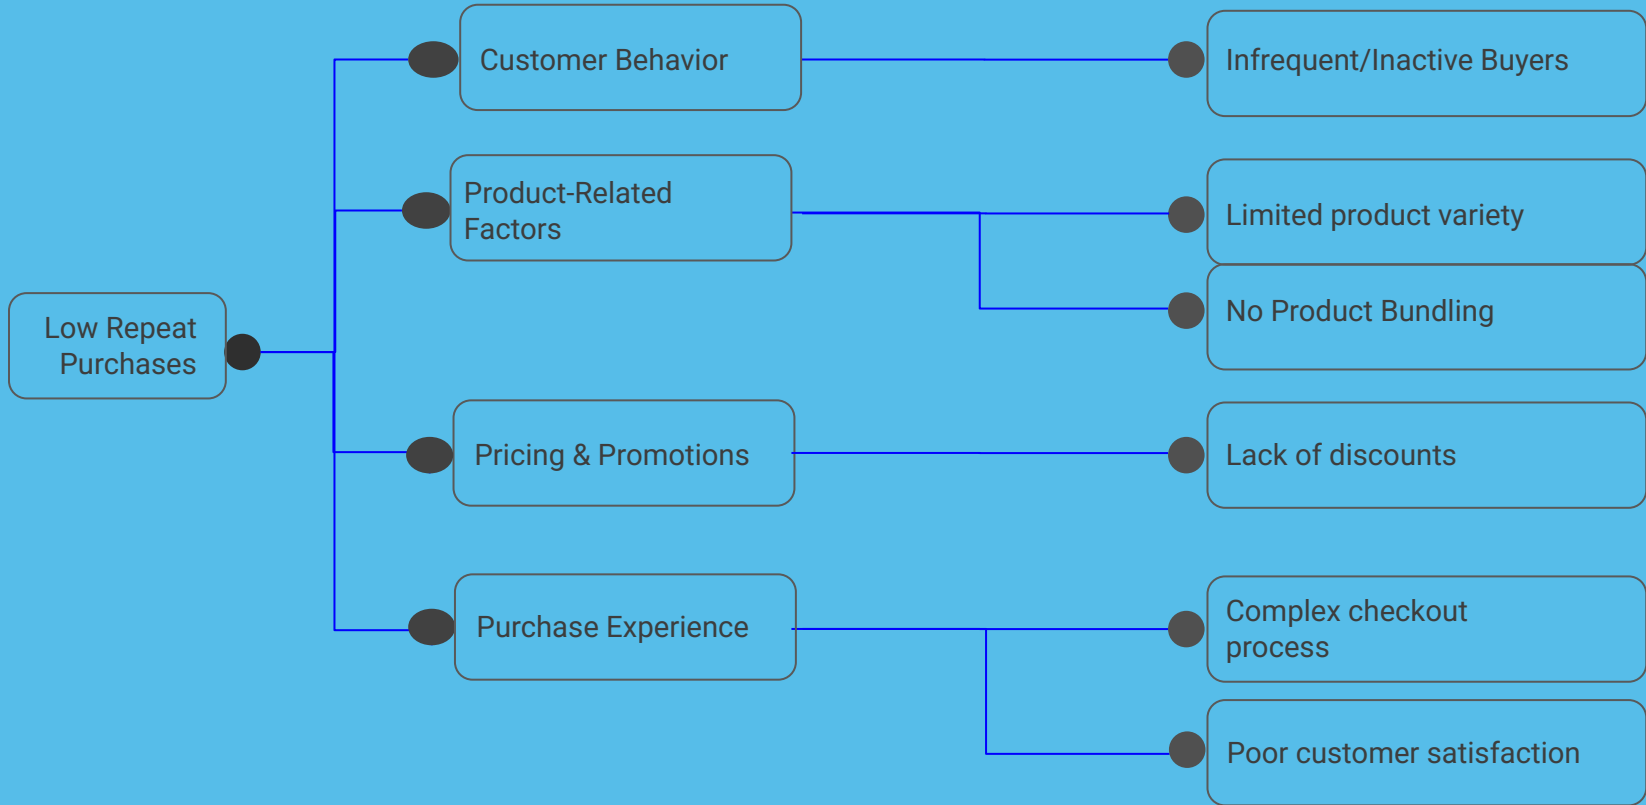 Customer Behavior
Infrequent/Inactive Buyers
Product-Related
Factors
Limited product variety
No Product Bundling
Low Repeat
Purchases
Pricing & Promotions
Lack of discounts
Purchase Experience
Complex checkout
process
Poor customer satisfaction